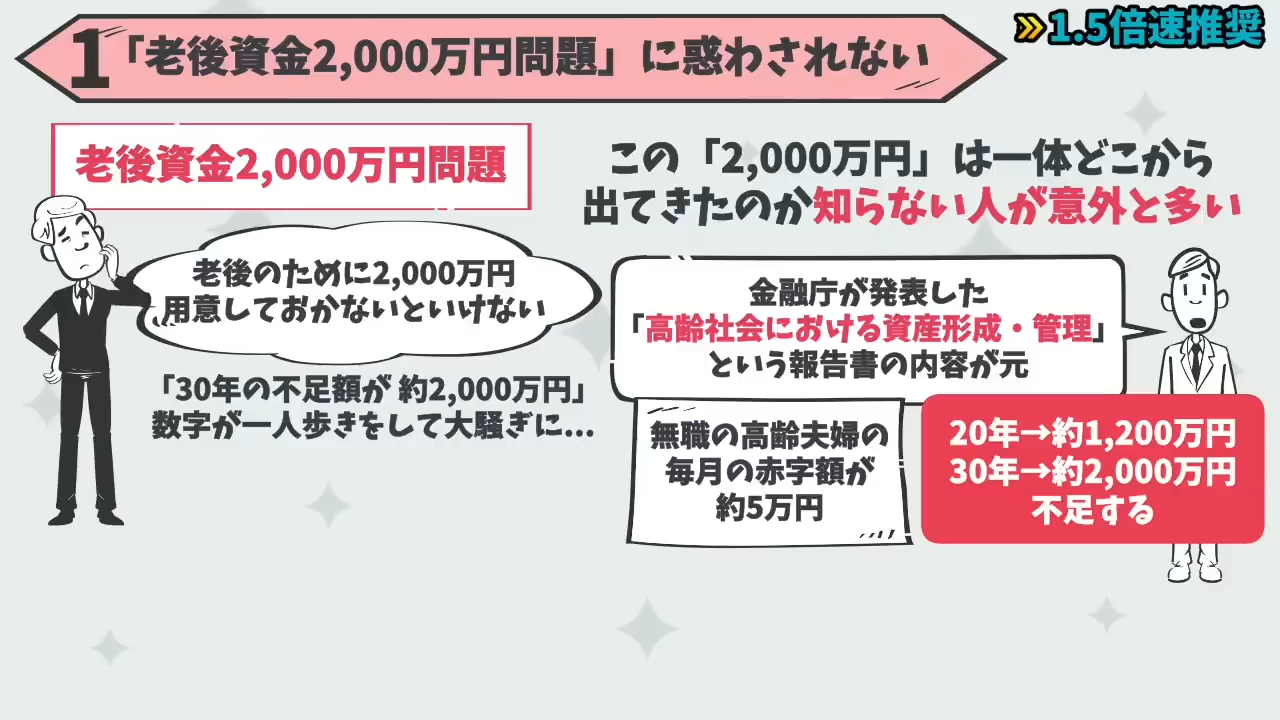 1 「老後資金2,000万円問題」に惑わされない
1.5倍速推奨
老後資金2,000万円問題
老後のために2,000万円
用意しておかないといけない
「30年の不足額が 約2,000万円」
数字が一人歩きをして大騒ぎに...
この「2,000万円」は一体どこから
出てきたのか知らない人が意外と多い
金融庁が発表した
「高齢社会における資産形成・管理」
という報告書の内容が元
無職の高齢夫婦の
毎月の赤字額が
約5万円
20年→約1,200万円
30年→約2,000万円
不足する